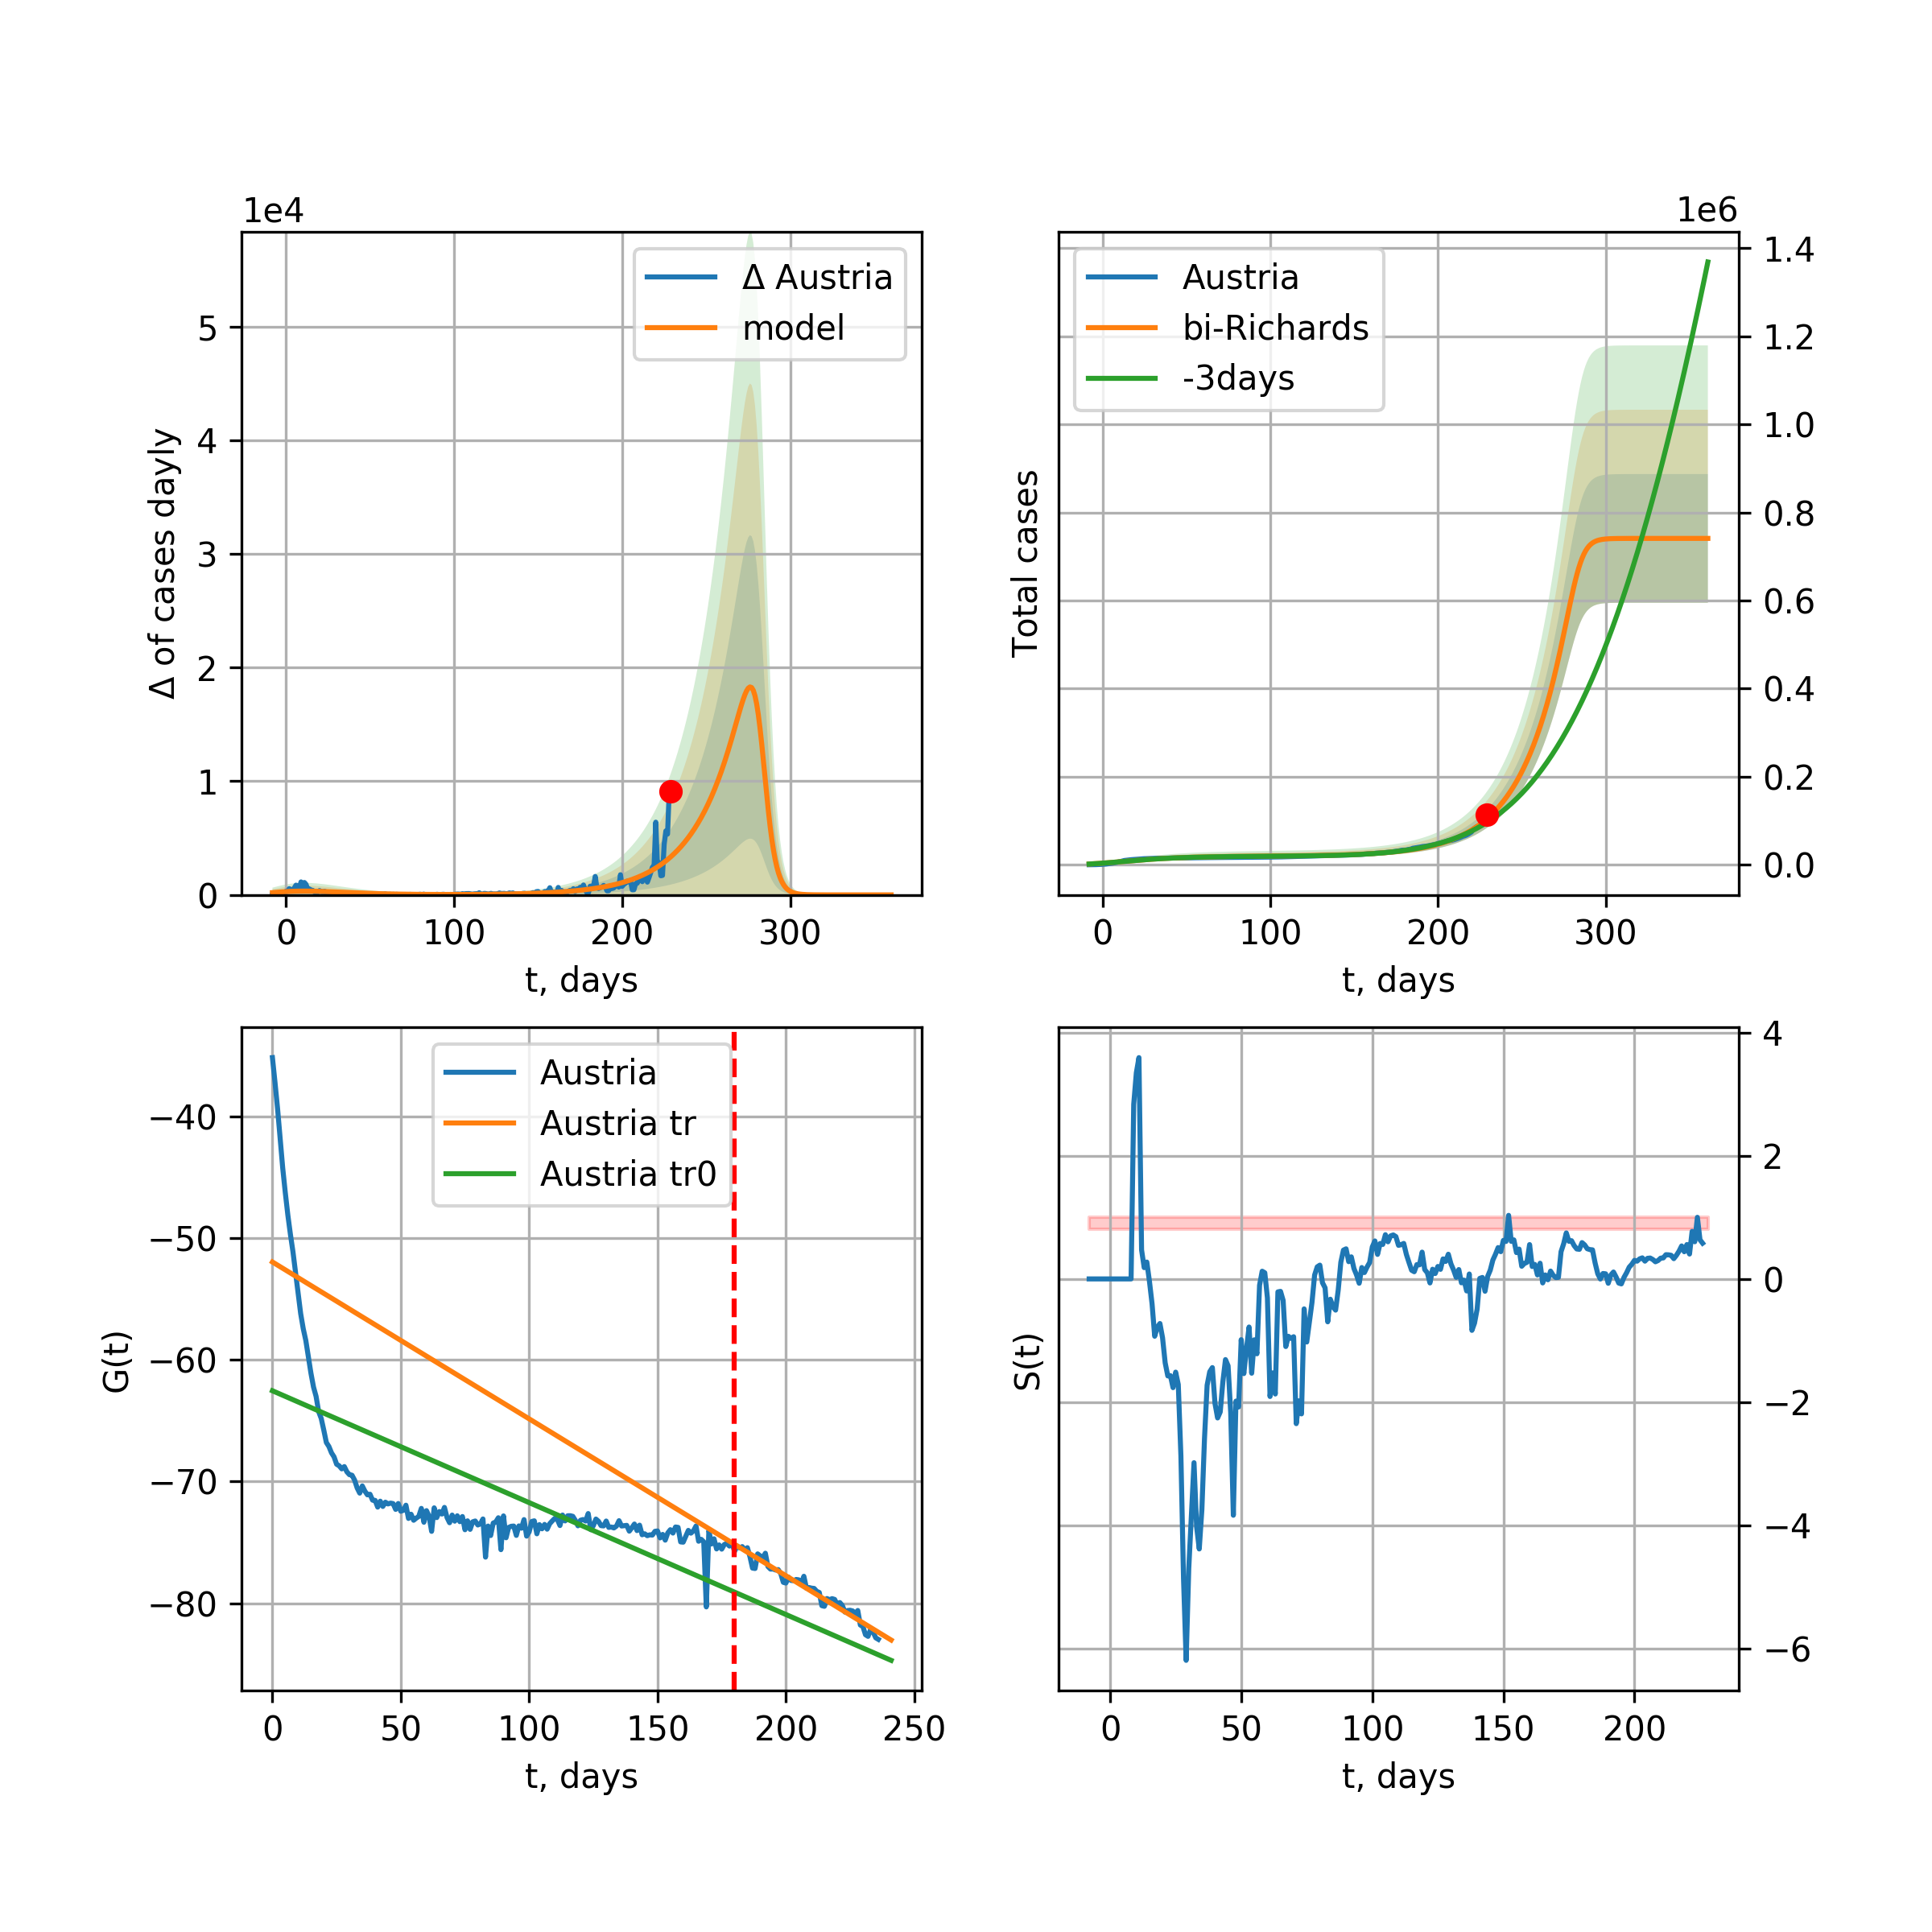 1e4
Δ of cases dayly
5
4
3
2
1
0
Δ Austria
model
0 100 200 300
t, days
1e6
Total cases
Austria
bi-Richards
-3days
1.4
1.2
1.0
0.8
0.6
0.4
0.2
0.0
0 100 200 300
t, days
G(t)
−40
−50
−60
−70
−80
Austria
Austria tr
Austria tr0
0 50 100 150 200 250
t, days
S(t)
4
2
0
−2
−4
−6
0 50 100 150 200
t, days